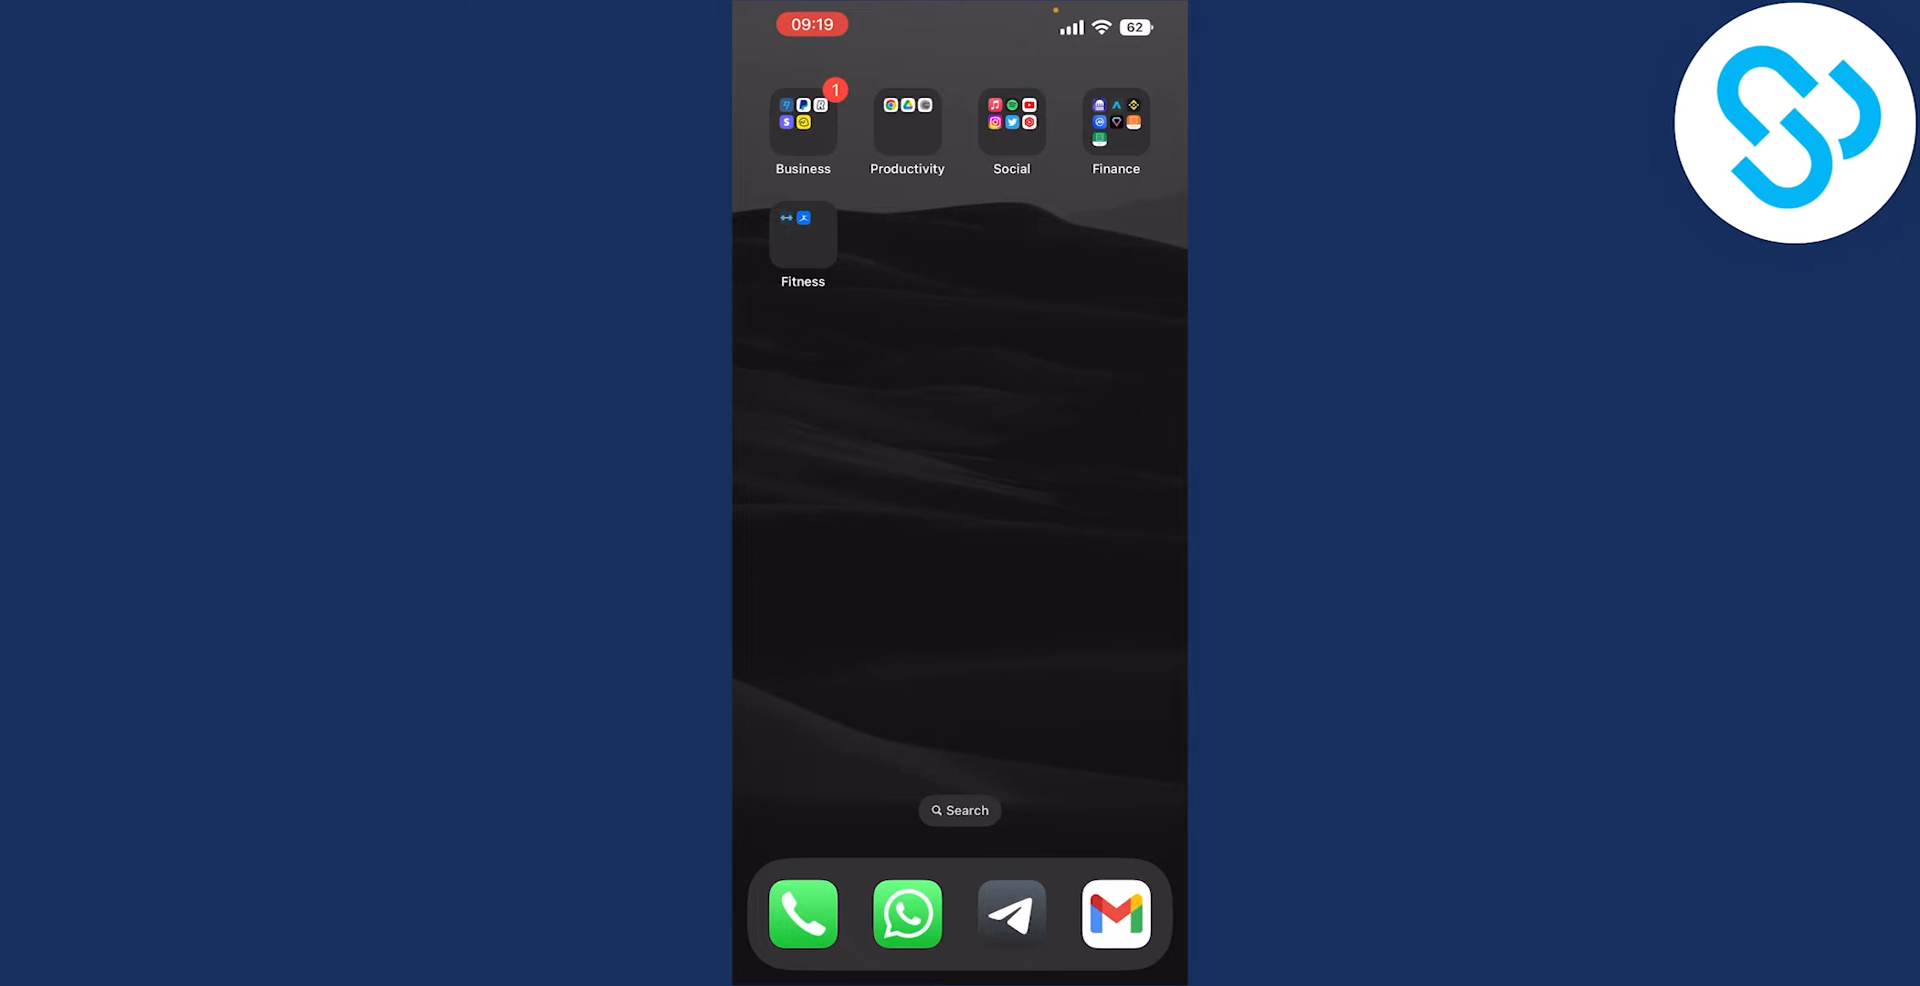 09:19
62
1
Business
Productivity
Social
Finance
Fitness
Search